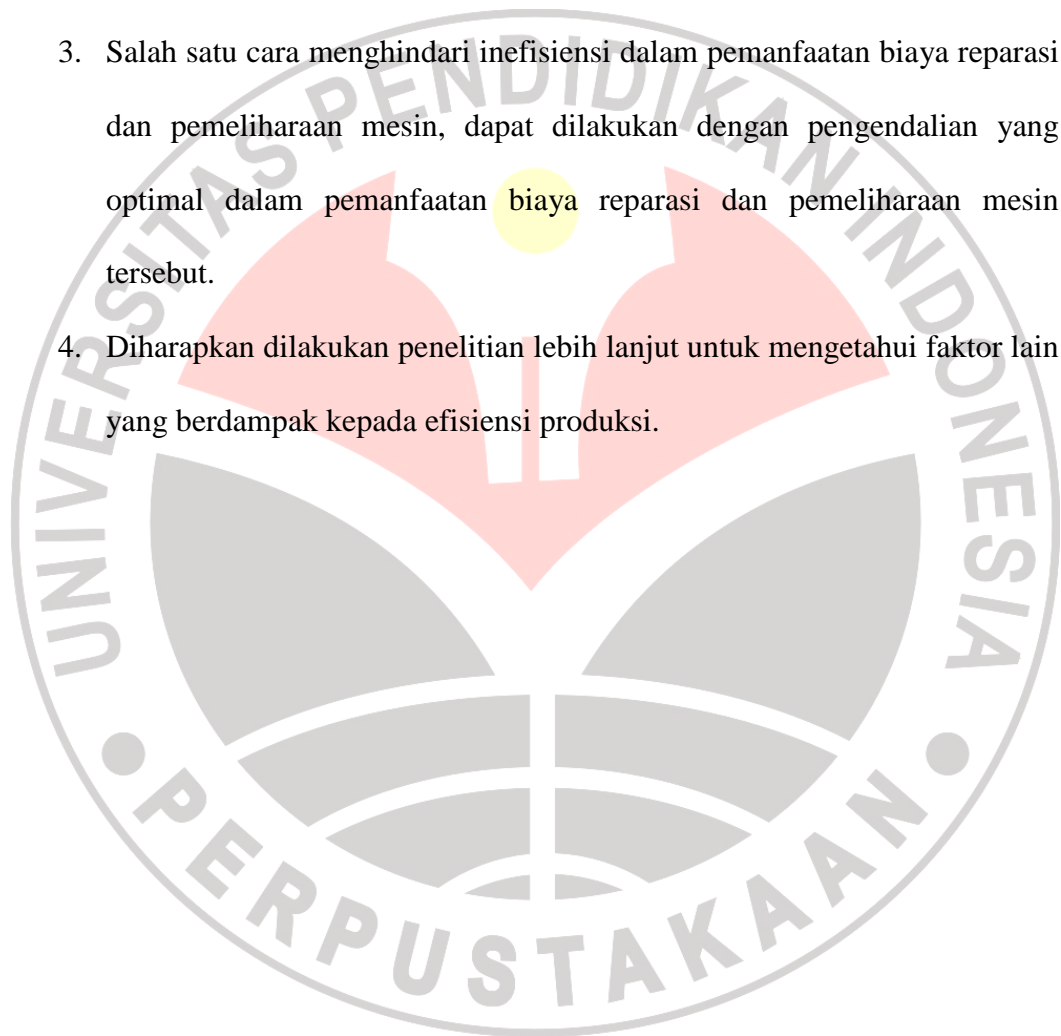 3. Salah satu cara menghindari inefisiensi dalam pemanfaatan biaya reparasi
dan pemeliharaan mesin, dapat dilakukan dengan pengendalian yang
optimal dalam pemanfaatan biaya reparasi dan pemeliharaan mesin
tersebut.
4. Diharapkan dilakukan penelitian lebih lanjut untuk mengetahui faktor lain
yang berdampak kepada efisiensi produksi.
UNIVERSITAS PENDIDIKAN INDONESIA
PERPUSTAKAAN